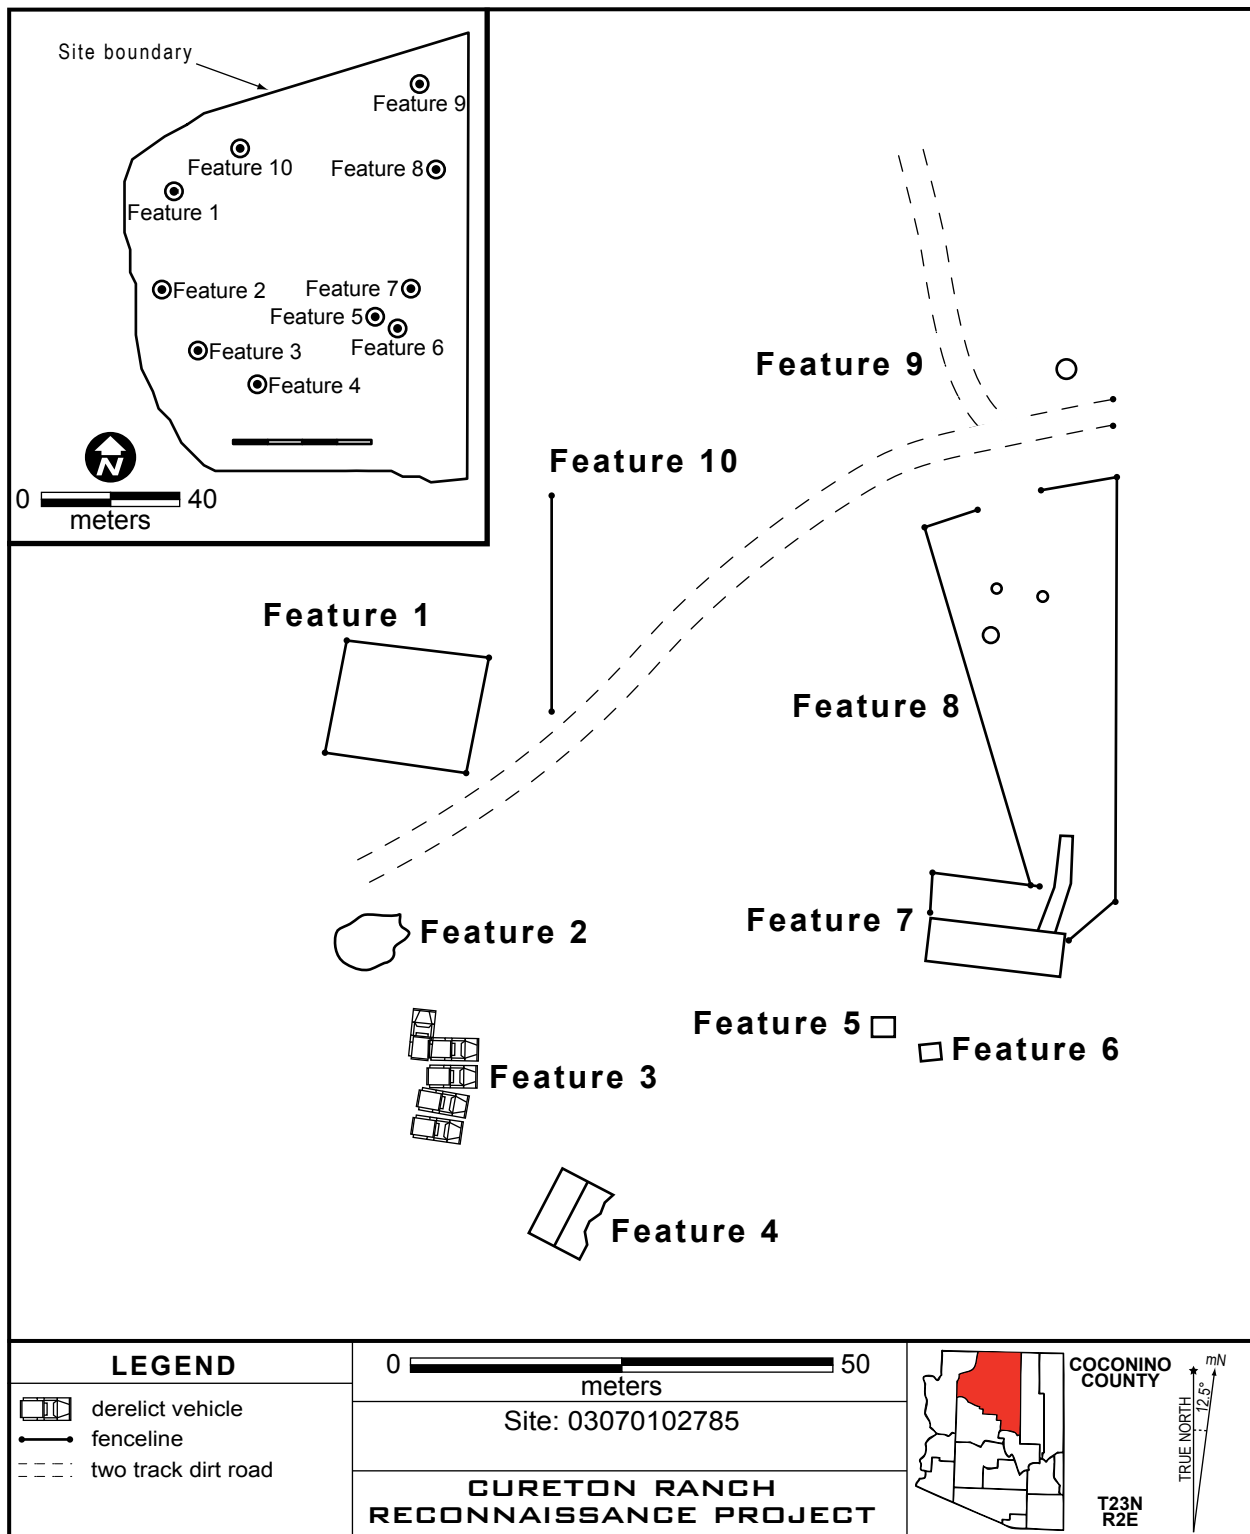 Site boundary
Feature 9
Feature 10
Feature 8
Feature 1
Feature 2
Feature 7
Feature 5
Feature 6
Feature 3
Feature 4
N
0 40
meters
Feature 9
Feature 10
Feature 1
Feature 8
Feature 7
Feature 2
Feature 5
Feature 6
Feature 3
Feature 4
LEGEND
derelict vehicle
fenceline
two track dirt road
0 50
meters
Site: 03070102785
CURETON RANCH
RECONNAISSANCE PROJECT
COCONINO
COUNTY
T23N
R2E
TRUE NORTH
12.5°
mN